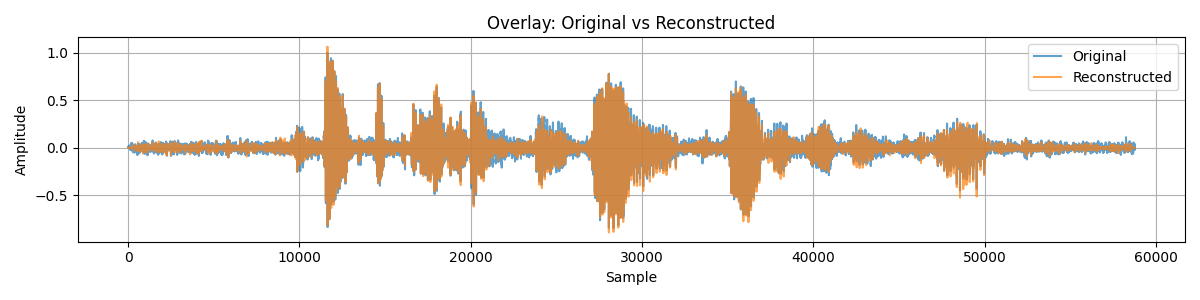 Overlay: Original vs Reconstructed
Amplitude
1.0
0.5
0.0
−0.5
Original
Reconstructed
0
10000
20000
30000
40000
50000
60000
Sample